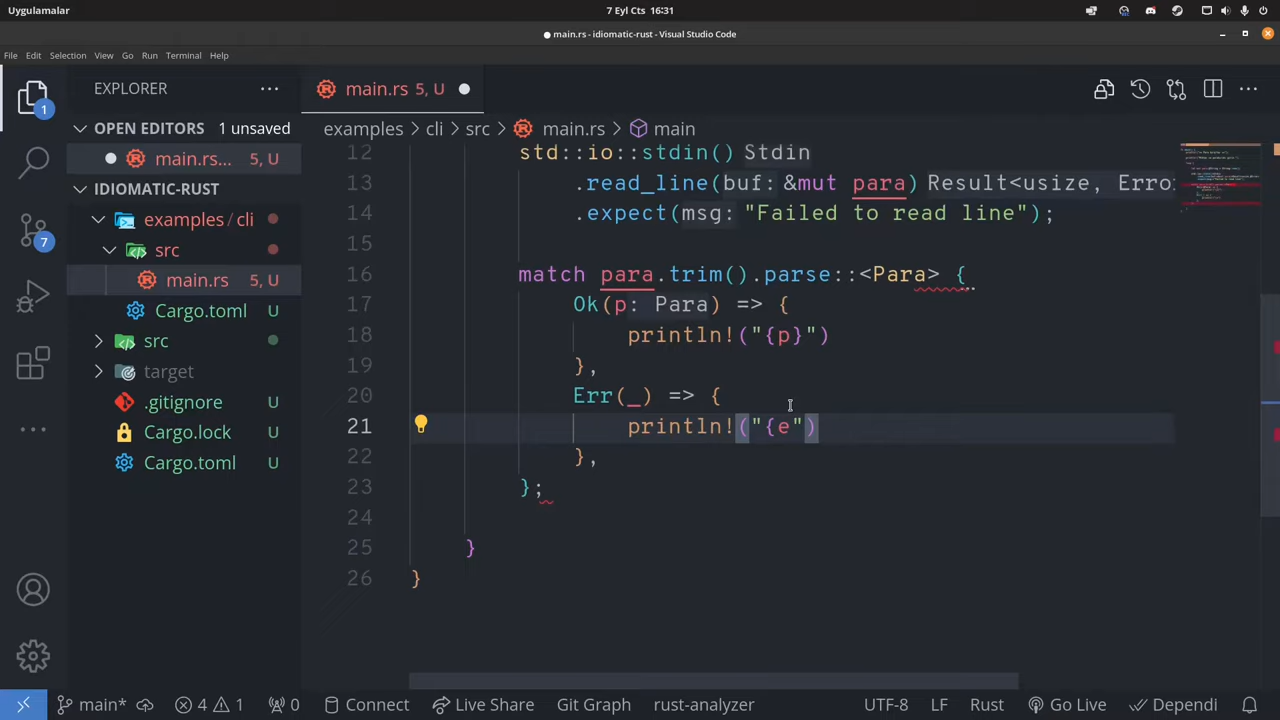 Uygulamalar
7 Eyl Cts 16:31
main.rs - idiomatic-rust - Visual Studio Code
File Edit Selection View Go Run Terminal Help
1
7
EXPLORER
OPEN EDITORS 1 unsaved
main.rs... 5, U
IDIOMATIC-RUST
examples / cli
src
main.rs 5, U
Cargo.toml U
src
target
.gitignore U
Cargo.lock U
Cargo.toml U
main.rs 5, U
examples > cli > src > main.rs > main
12 std::io::stdin() Stdin
13 .read_line(buf: &mut para) Result<usize, Error
14 .expect(msg: "Failed to read line");
15
16 match para.trim().parse::<Para> {
17 Ok(p: Para) => {
18 println!("{p}")
19 },
20 Err(_) => {
21 println!("{e")
22 },
23 };
24
25 }
26 }
main* 4 1 0 Connect Live Share Git Graph rust-analyzer UTF-8 LF Rust Go Live Dependi